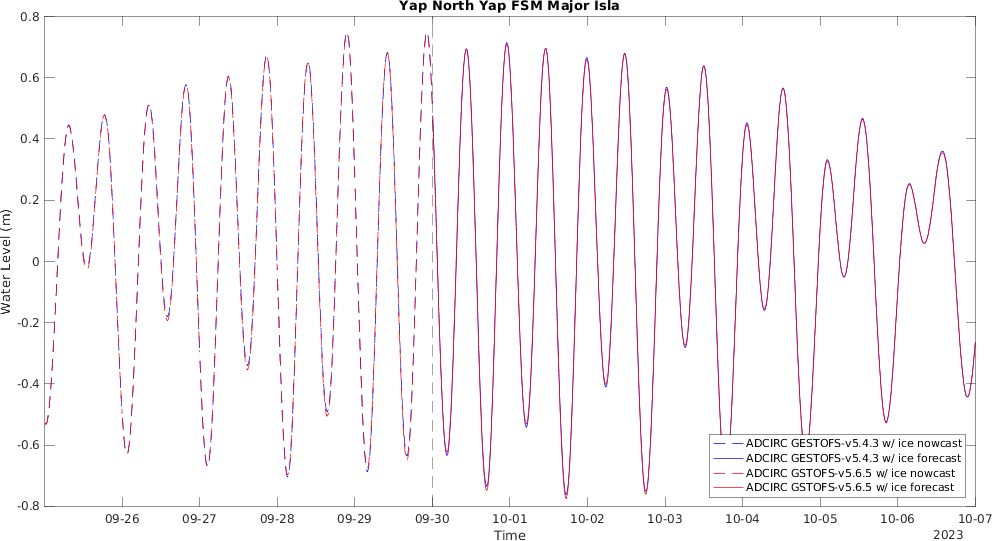 Yap North Yap FSM Major Isla
0.8
0.6
0.4
0.2
0
-0.2
-0.4
-0.6
-0.8
Water Level (m)
09-26 09-27 09-28 09-29 09-30 10-01 10-02 10-03 10-04 10-05 10-06 10-07
Time
2023
ADCIRC GESTOFS-v5.4.3 w/ ice nowcast
ADCIRC GESTOFS-v5.4.3 w/ ice forecast
ADCIRC GSTOFS-v5.6.5 w/ ice nowcast
ADCIRC GSTOFS-v5.6.5 w/ ice forecast